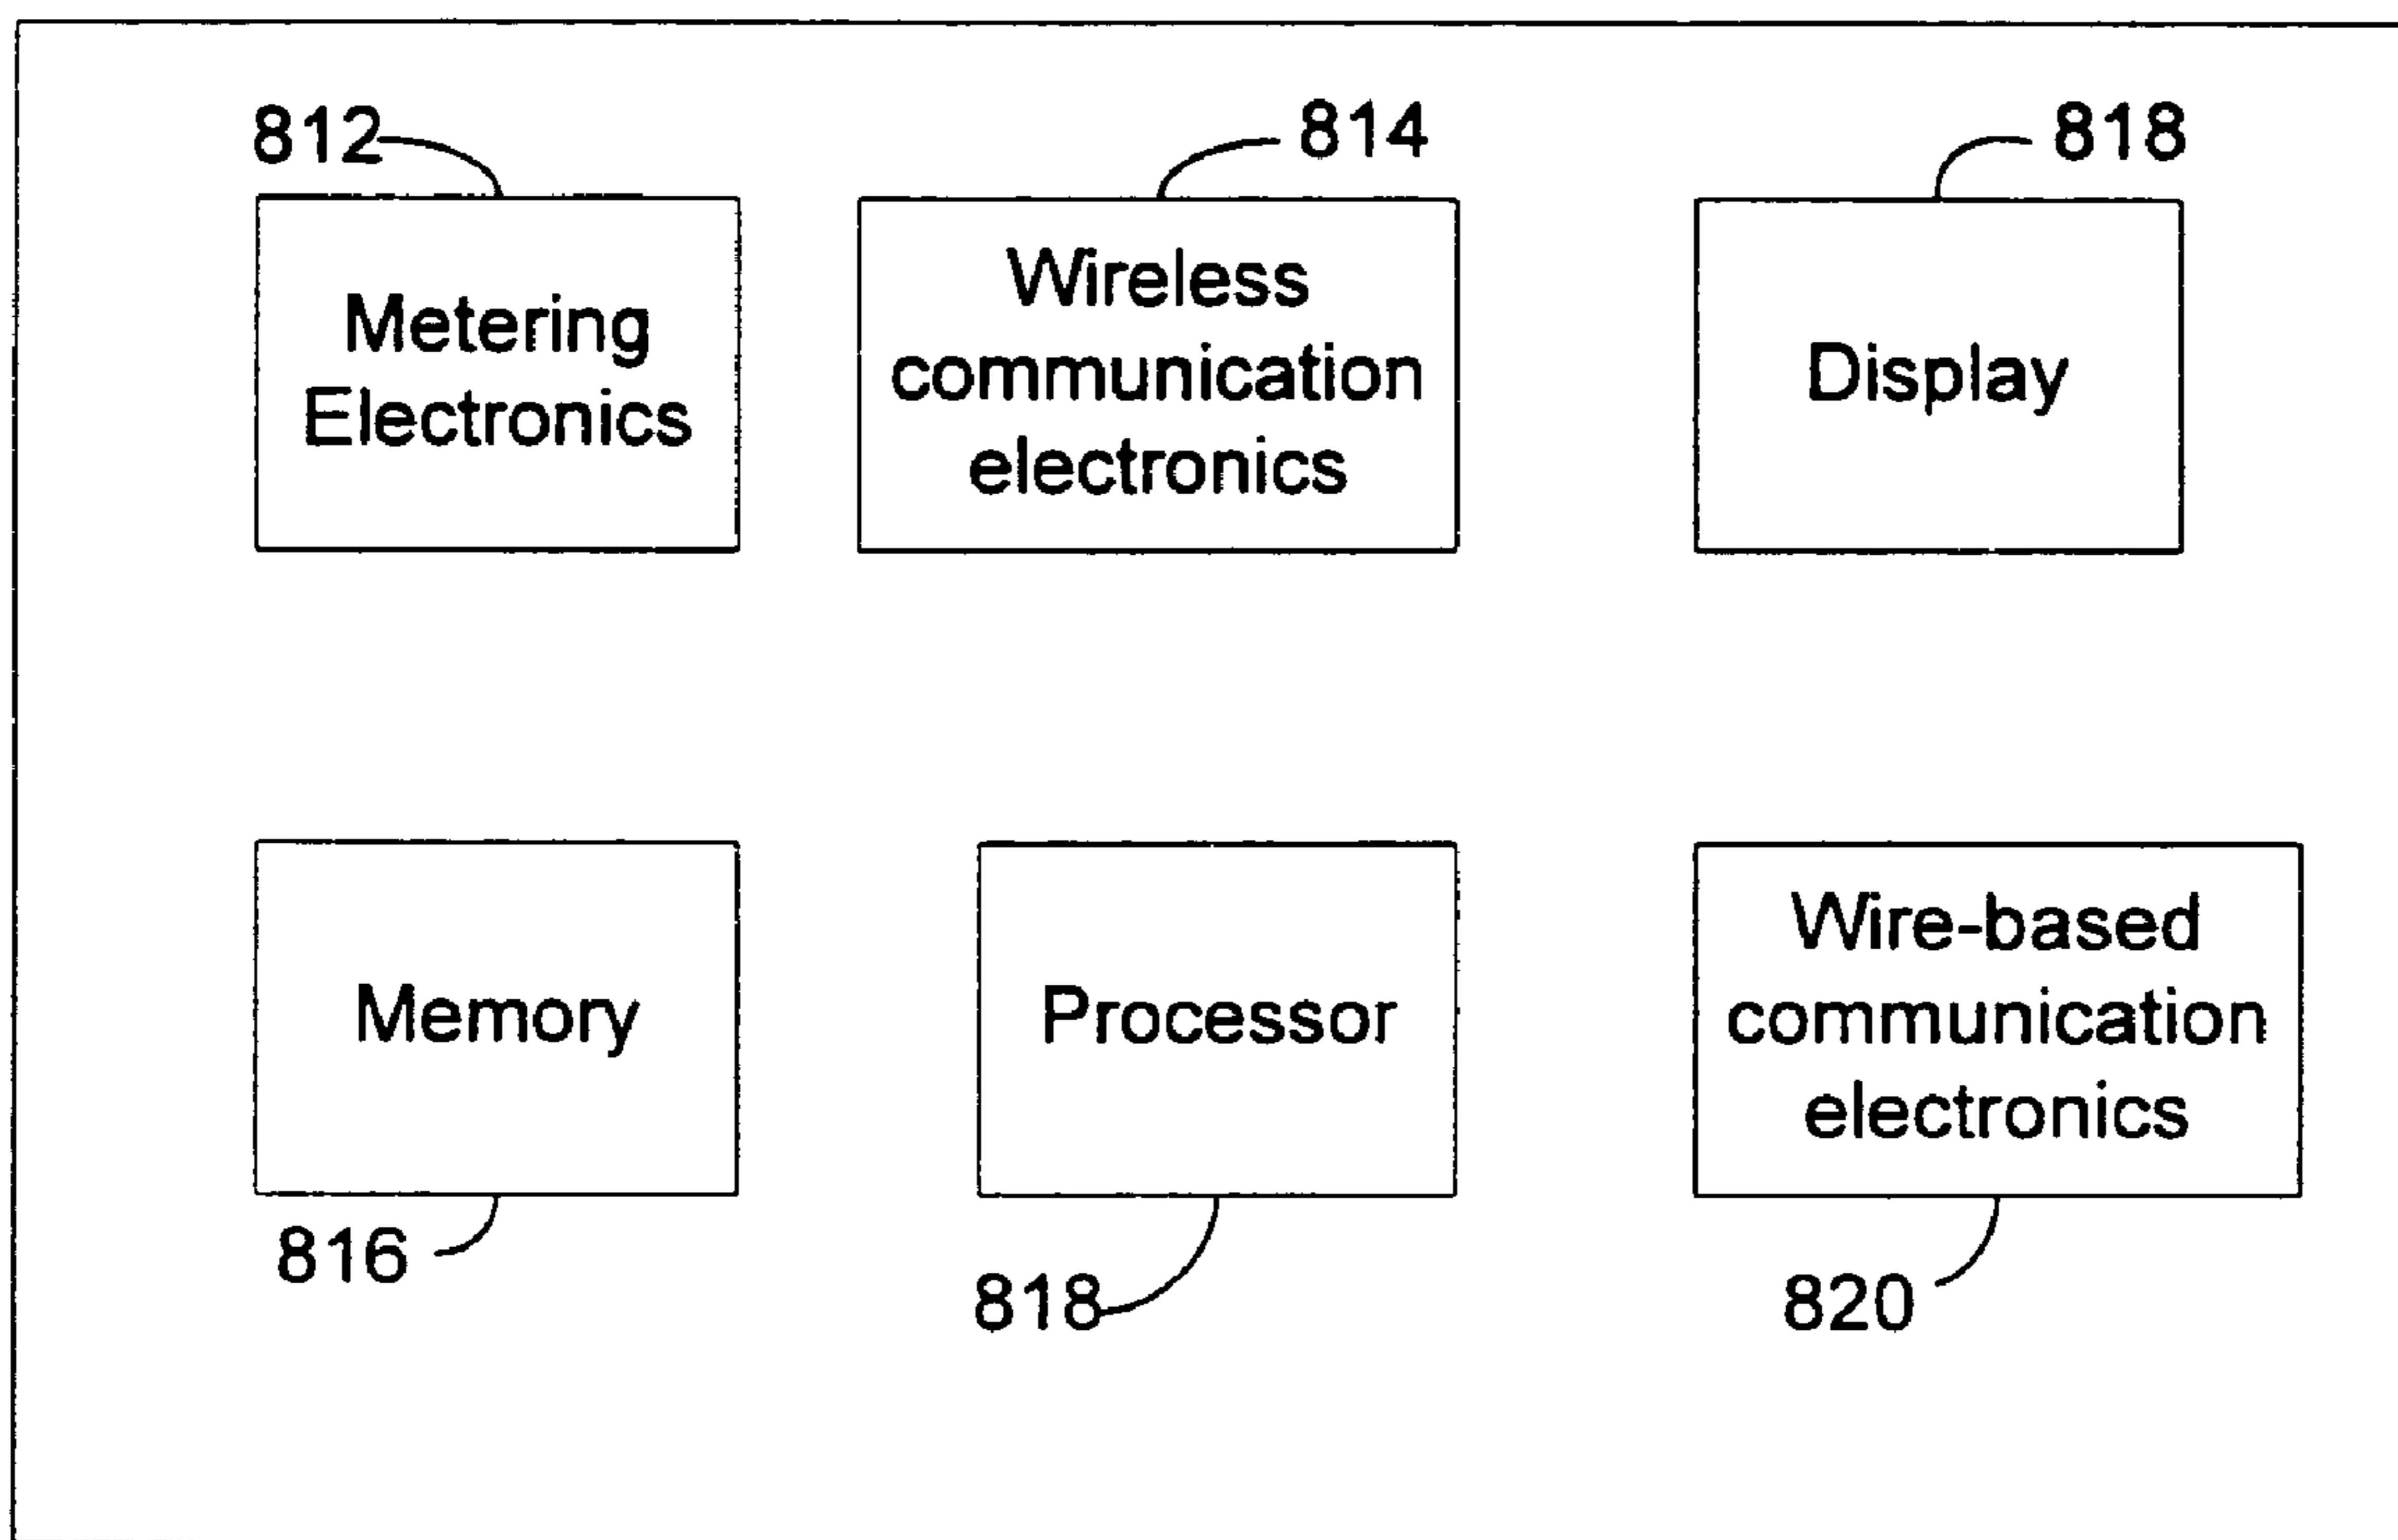 812
814
818
Metering
Electronics
Wireless
communication
electronics
Display
Memory
Processor
Wire-based
communication
electronics
816
818
820